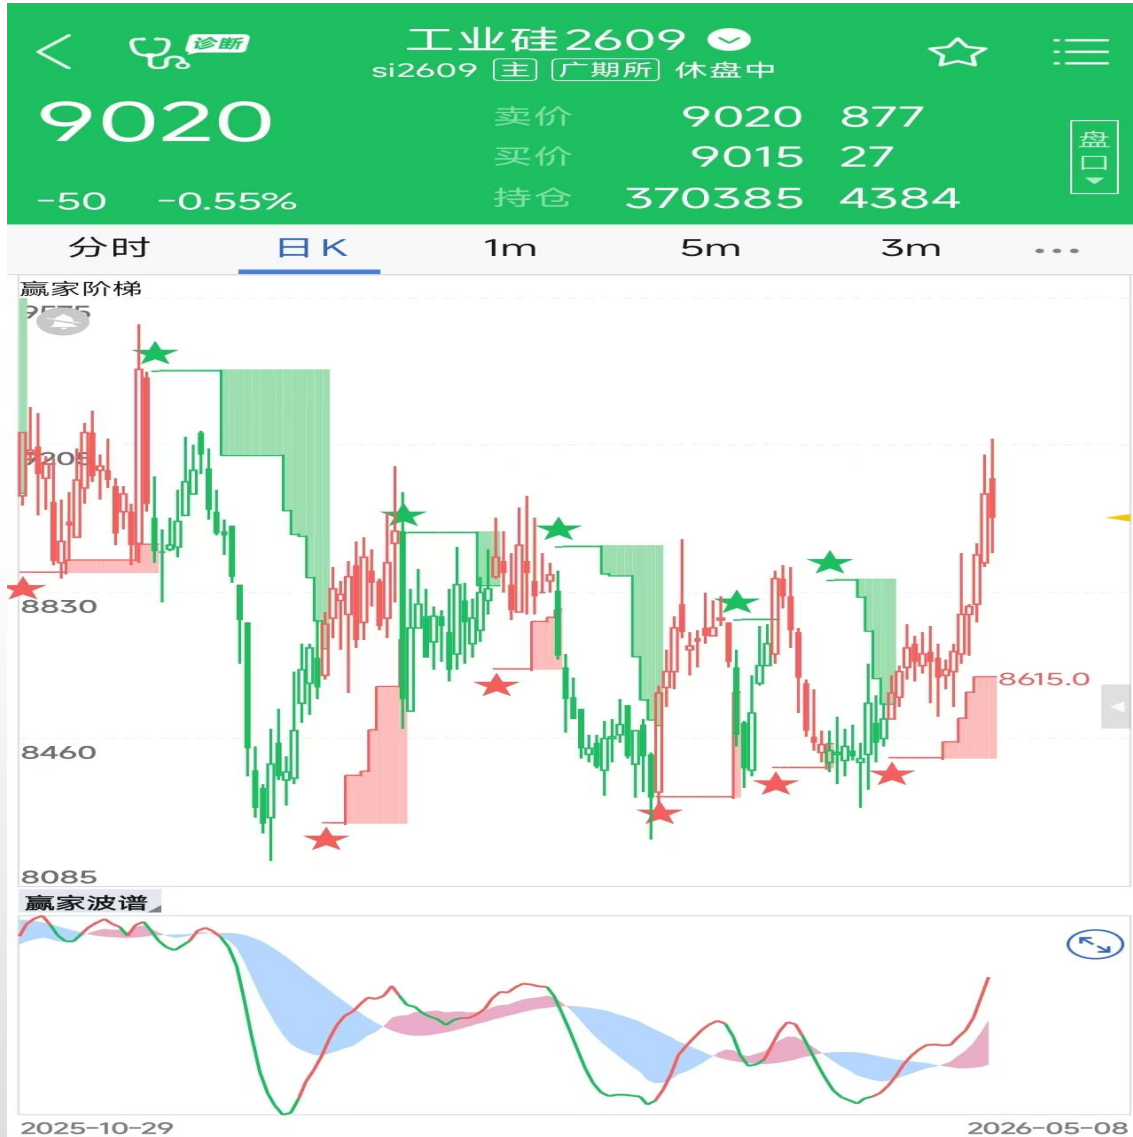 诊断
工业硅2609
si2609 主 广期所 休盘中
9020
卖价 9020 877
买价 9015 27
-50 -0.55%
持仓 370385 4384
盘口
分时 日K 1m 5m 3m
赢家阶梯
9575
9205
8830
8615.0
8460
8085
赢家波谱
2025-10-29 2026-05-08